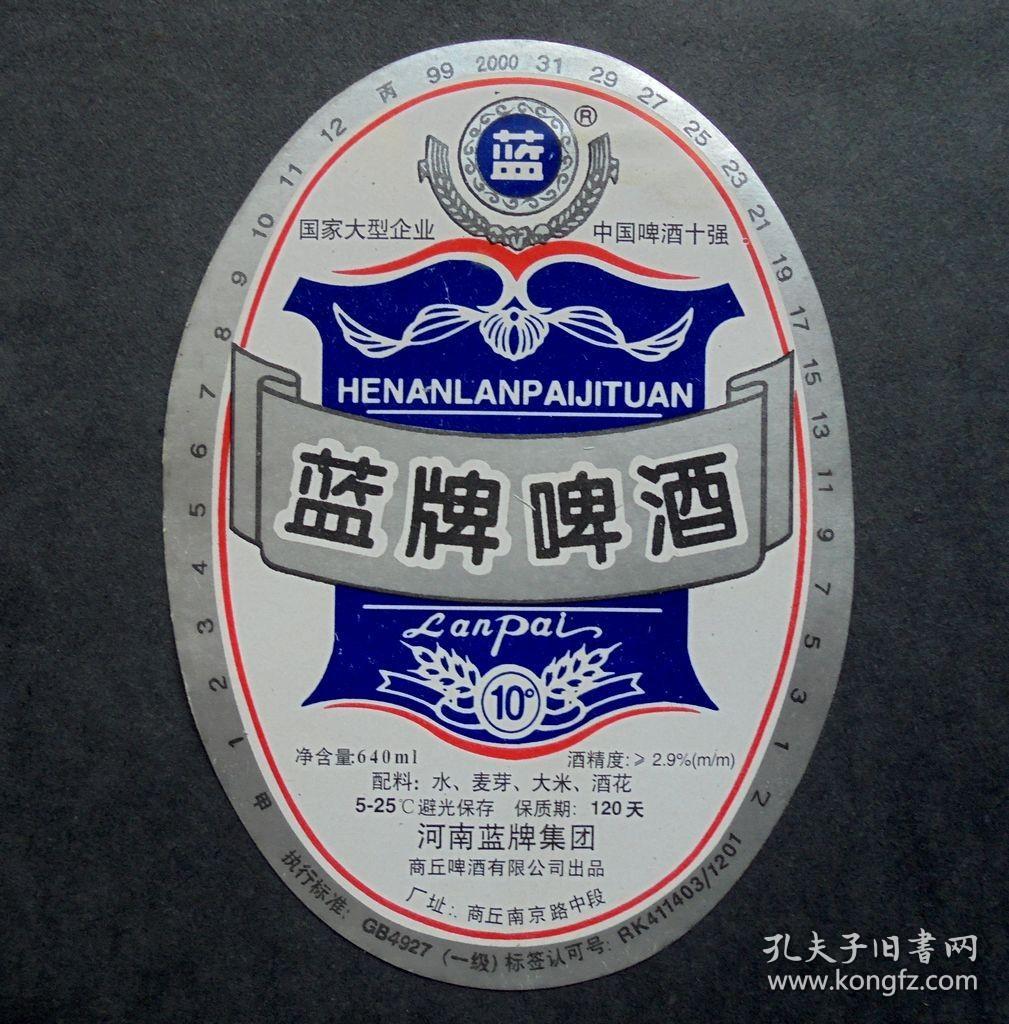 甲 1 2 3 4 5 6 7 8 9 10 11 12 丙 99 2000 31 29 27 25 23 21 19 17 15 13 11 9 7 5 3 1 2
蓝 ®
国家大型企业 中国啤酒十强
HENANLANPAIJITUAN
蓝牌啤酒
Lanpai
10°
净含量:640ml 酒精度:≥2.9%(m/m)
配料:水、麦芽、大米、酒花
5-25℃避光保存 保质期:120天
河南蓝牌集团
商丘啤酒有限公司出品
厂址:.商丘南京路中段
执行标准:GB4927(一级)标签认可号:RK411403/1201
孔夫子旧書网
www.kongfz.com